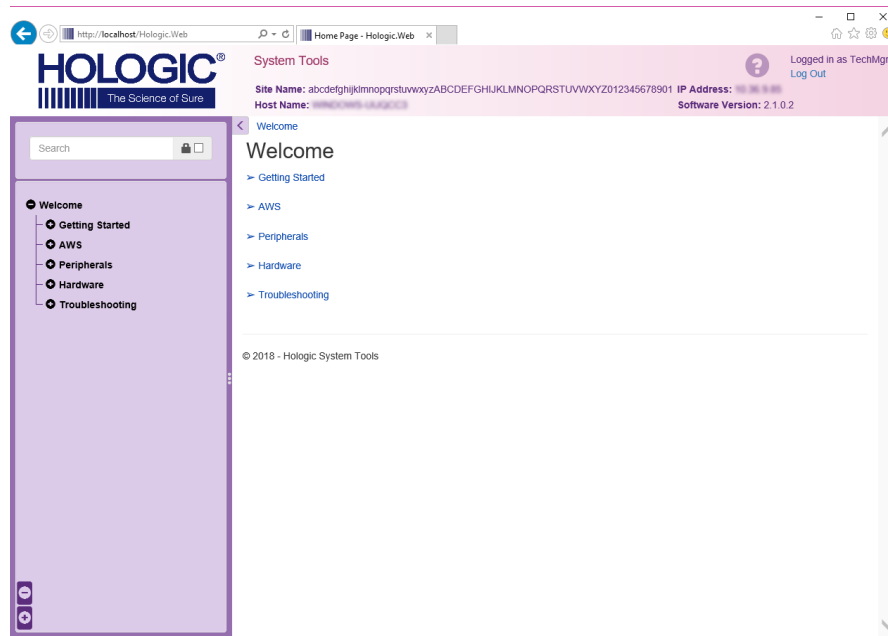 http://localhost/Hologic.Web
Home Page - Hologic.Web
HOLOGIC®
The Science of Sure
System Tools
Logged in as TechMgr
Log Out
Site Name: abcdefghijklmnopqrstuvwxyzABCDEFGHIJKLMNOPQRSTUVWXYZ012345678901 IP Address:
Host Name:
Software Version: 2.1.0.2
Search
Welcome
Getting Started
AWS
Peripherals
Hardware
Troubleshooting
Welcome
Welcome
➢ Getting Started
➢ AWS
➢ Peripherals
➢ Hardware
➢ Troubleshooting
© 2018 - Hologic System Tools